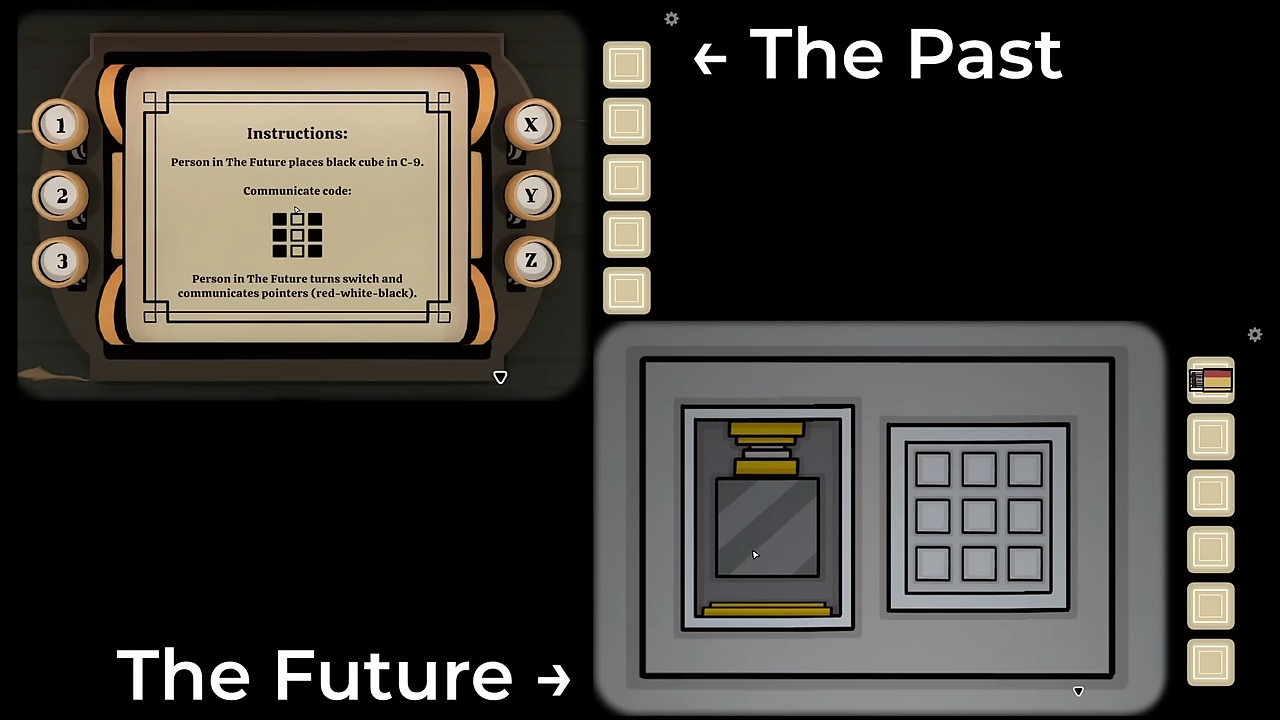 ← The Past
1
X
Instructions:
Person in The Future places black cube in C-9.
2
Y
Communicate code:
3
Z
Person in The Future turns switch and
communicates pointers (red-white-black).
The Future →